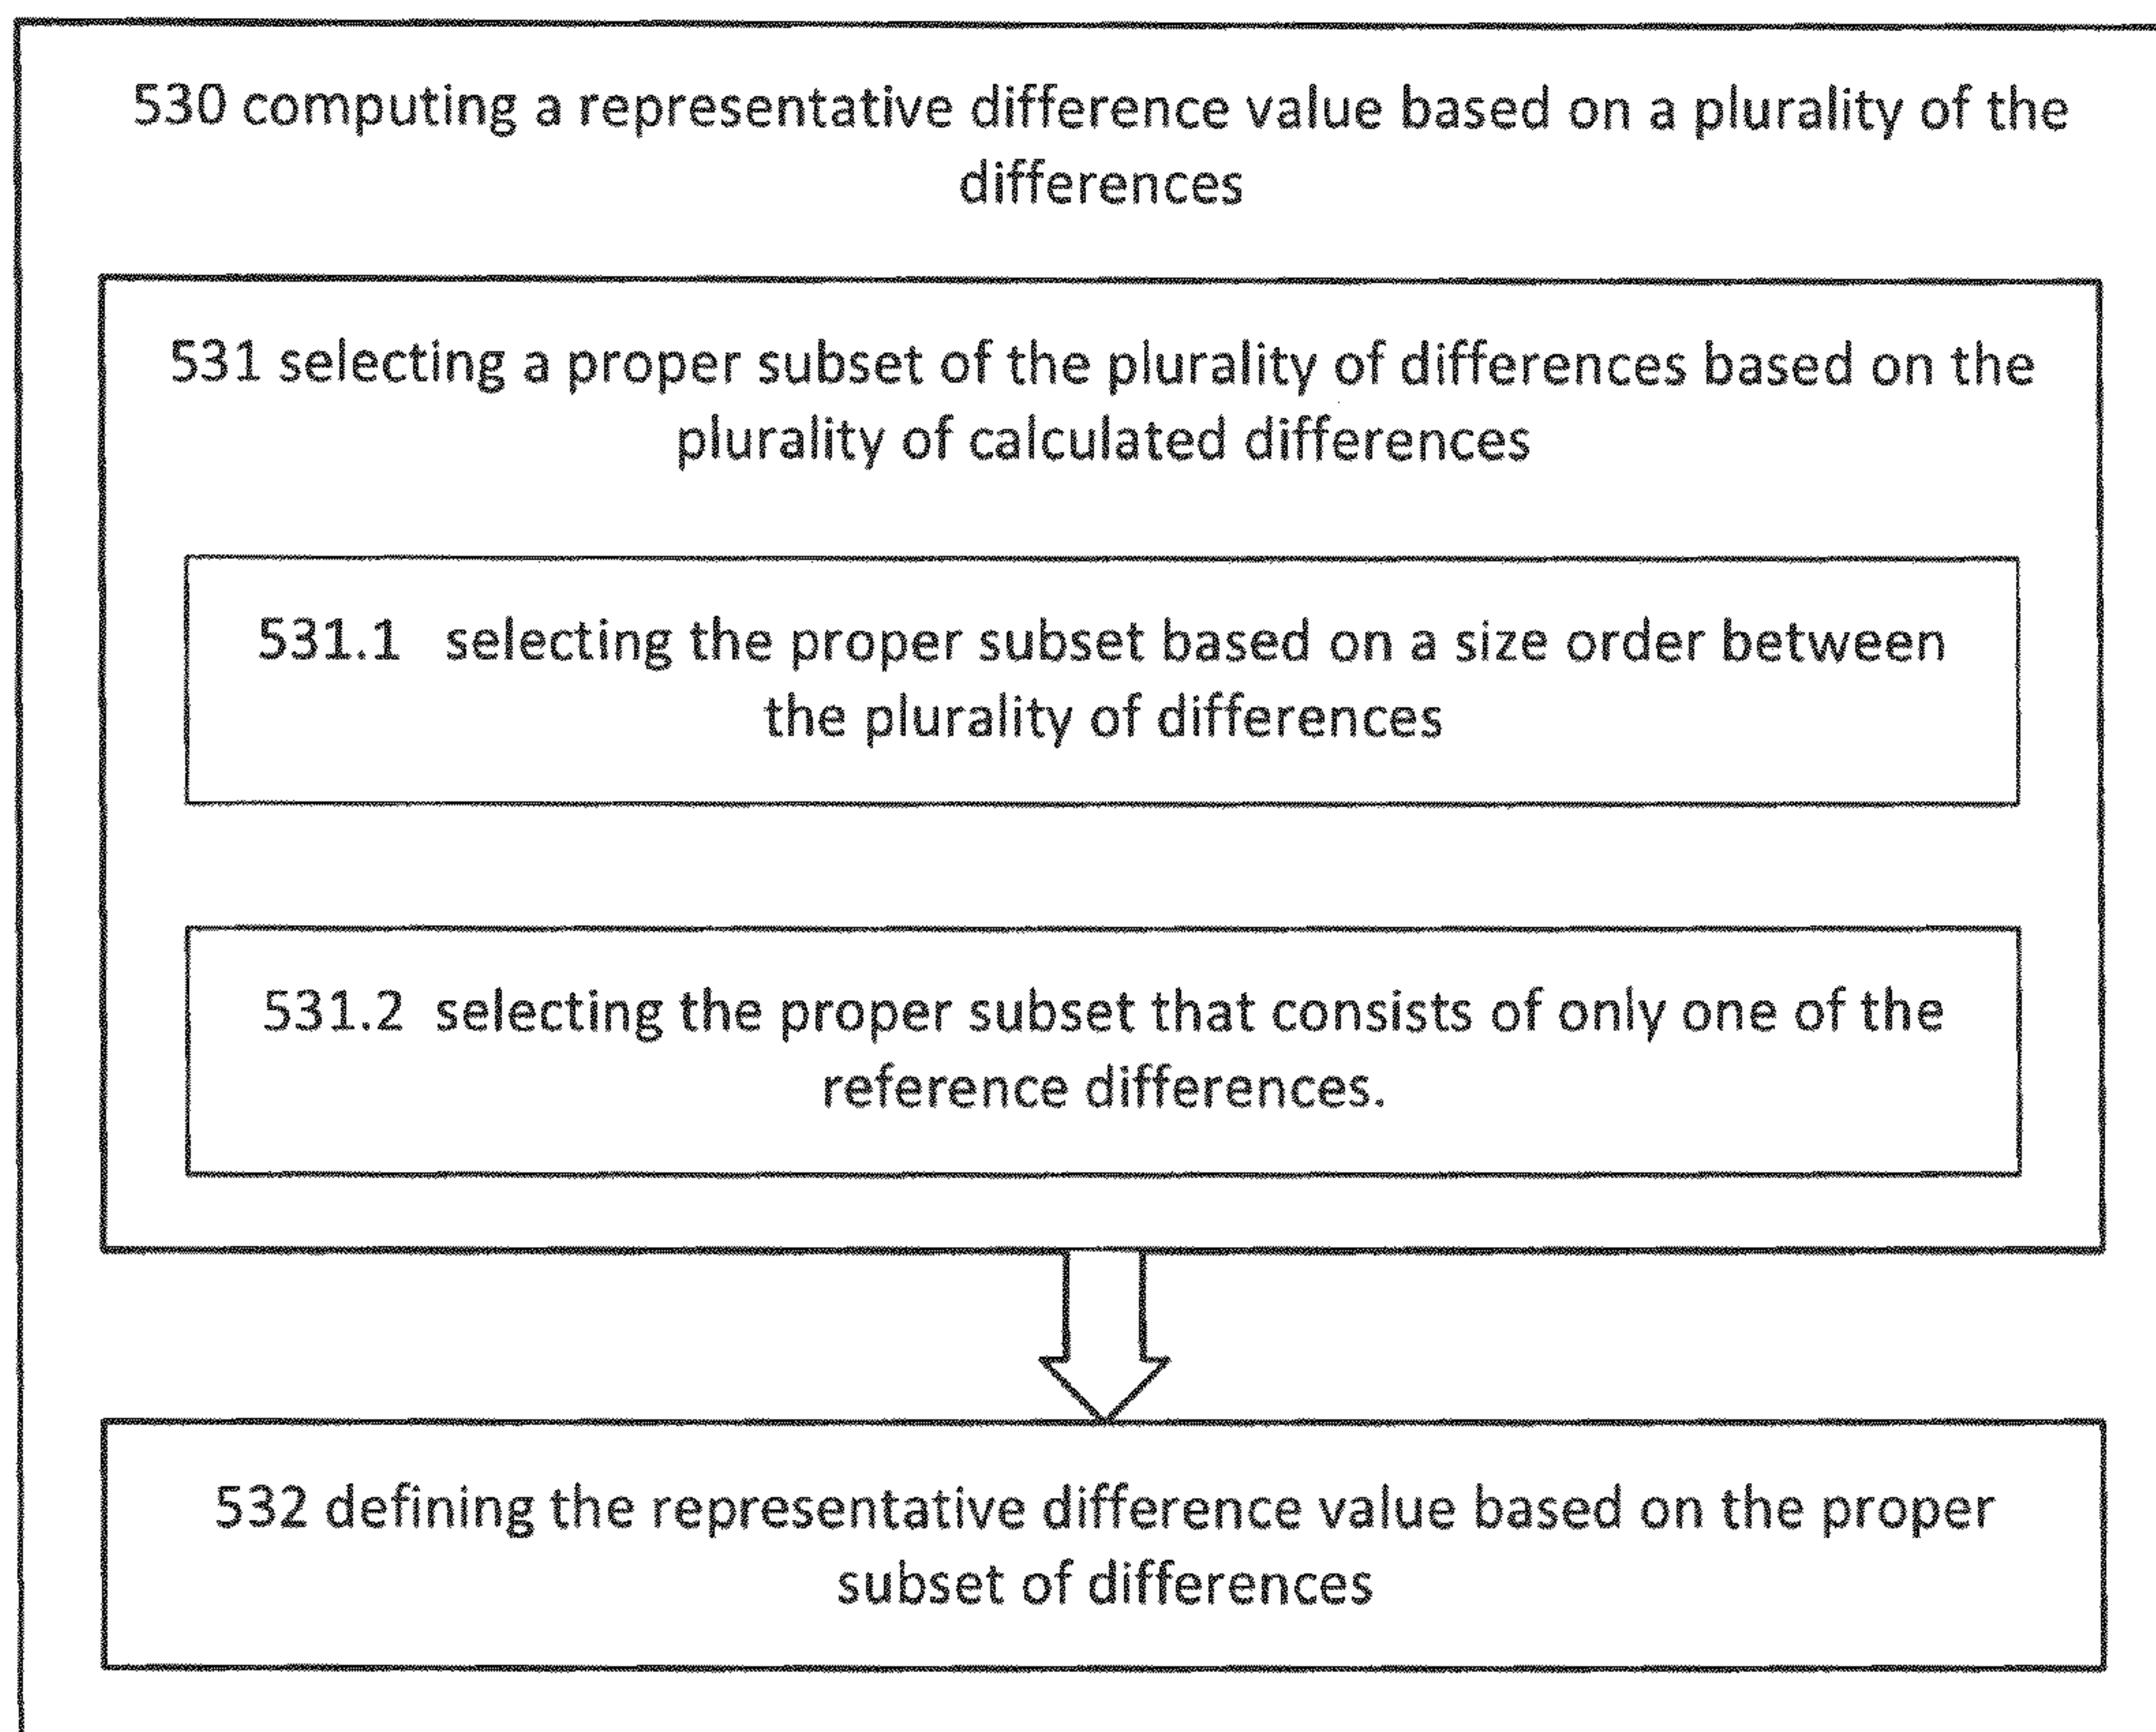 530 computing a representative difference value based on a plurality of the
differences
531 selecting a proper subset of the plurality of differences based on the
plurality of calculated differences
531.1 selecting the proper subset based on a size order between
the plurality of differences
531.2 selecting the proper subset that consists of only one of the
reference differences.
532 defining the representative difference value based on the proper
subset of differences